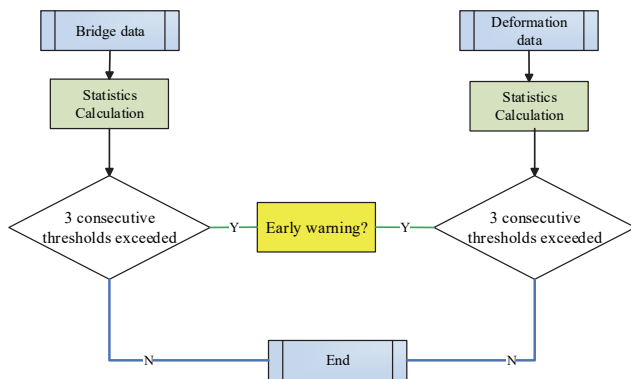 Bridge data
Deformation
data
Statistics
Calculation
Statistics
Calculation
3 consecutive
thresholds exceeded
Y
Early warning?
Y
3 consecutive
thresholds exceeded
N
End
N